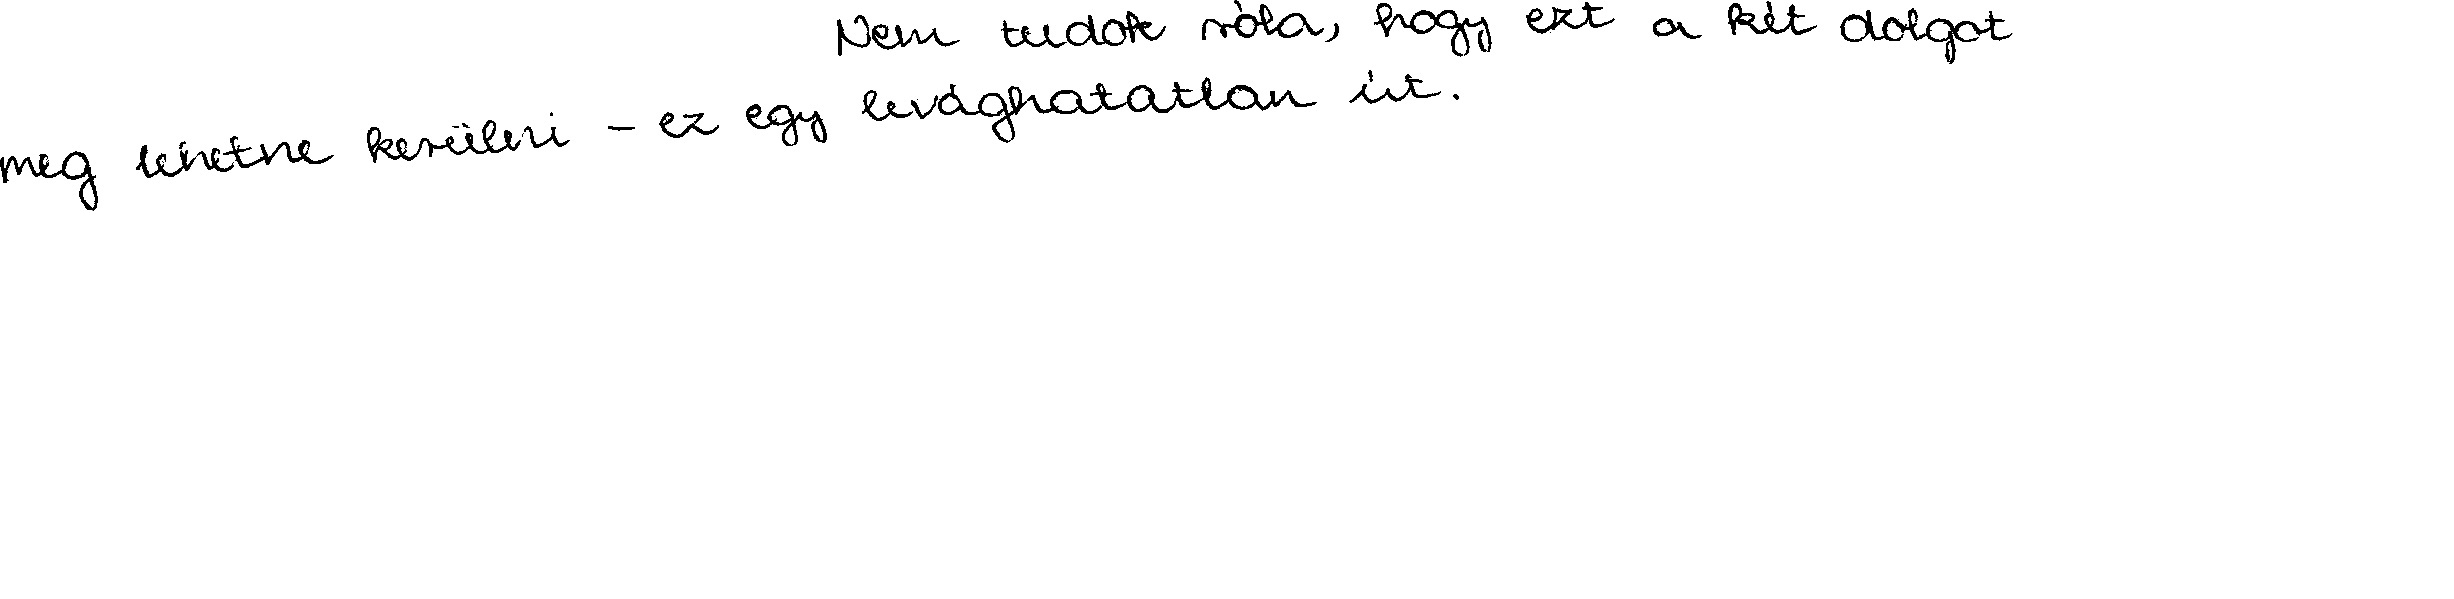 Nem tudok róla, hogy ezt a két dolgot
meg lehetne kerülni - ez egy levághatatlan út.